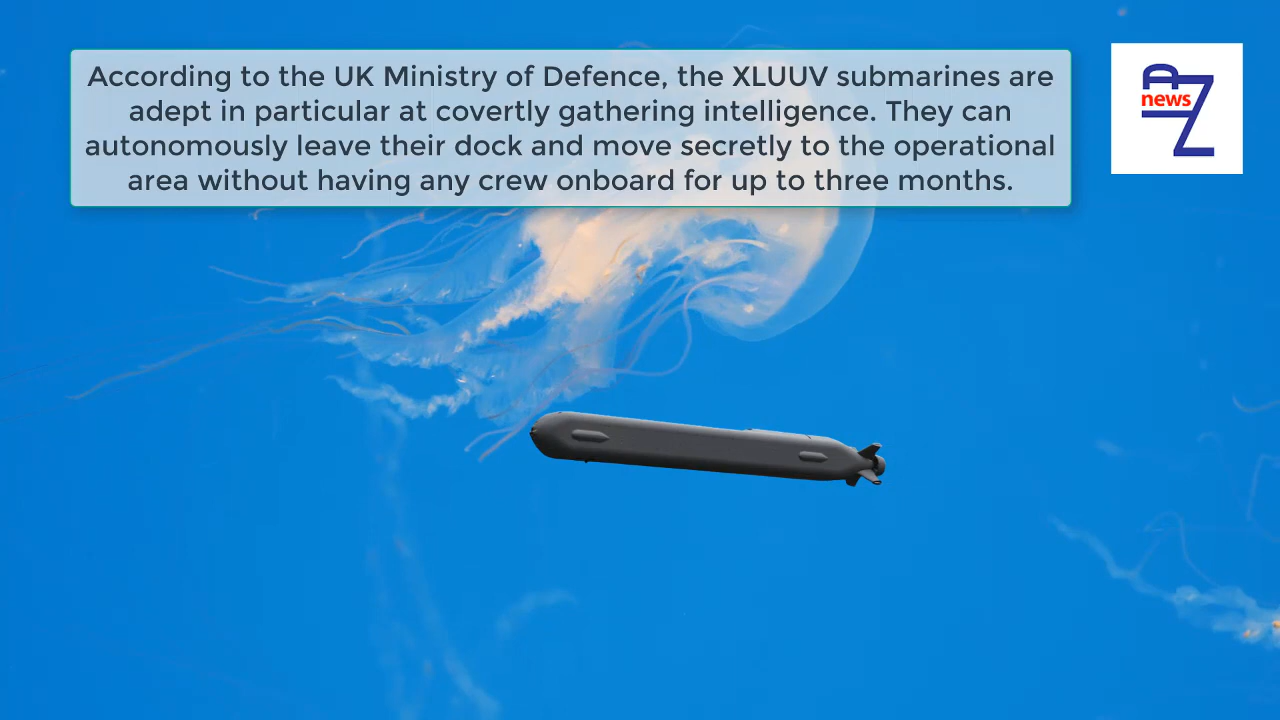 According to the UK Ministry of Defence, the XLUUV submarines are
adept in particular at covertly gathering intelligence. They can
autonomously leave their dock and move secretly to the operational
area without having any crew onboard for up to three months.
A
news
Z